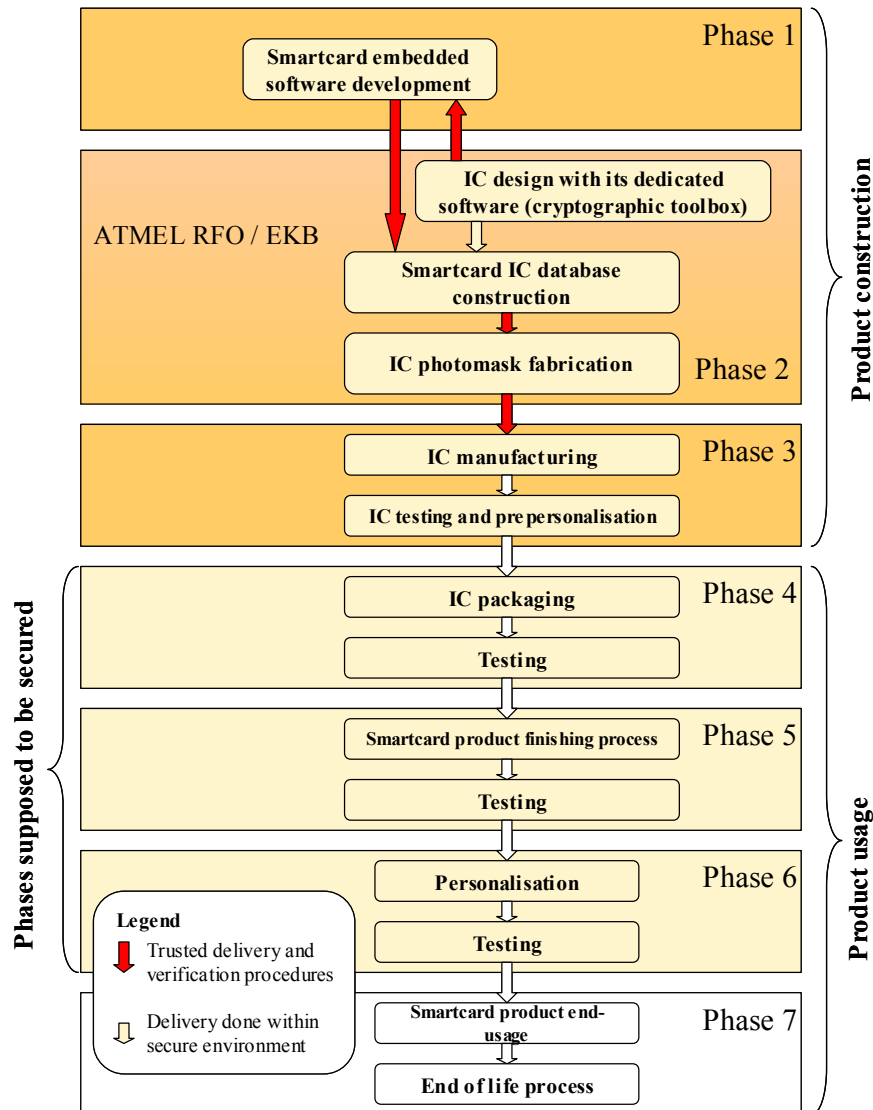 Phase 1
Smartcard embedded
software development
IC design with its dedicated
software (cryptographic toolbox)
ATMEL RFO / EKB
Smartcard IC database
construction
IC photomask fabrication
Phase 2
Product construction
Phase 3
IC manufacturing
IC testing and prepersonalisation
Phase 4
IC packaging
Testing
Phases supposed to be secured
Phase 5
Smartcard product finishing process
Testing
Product usage
Phase 6
Personalisation
Testing
Legend
Trusted delivery and
verification procedures
Delivery done within
secure environment
Phase 7
Smartcard product end-
usage
End of life process